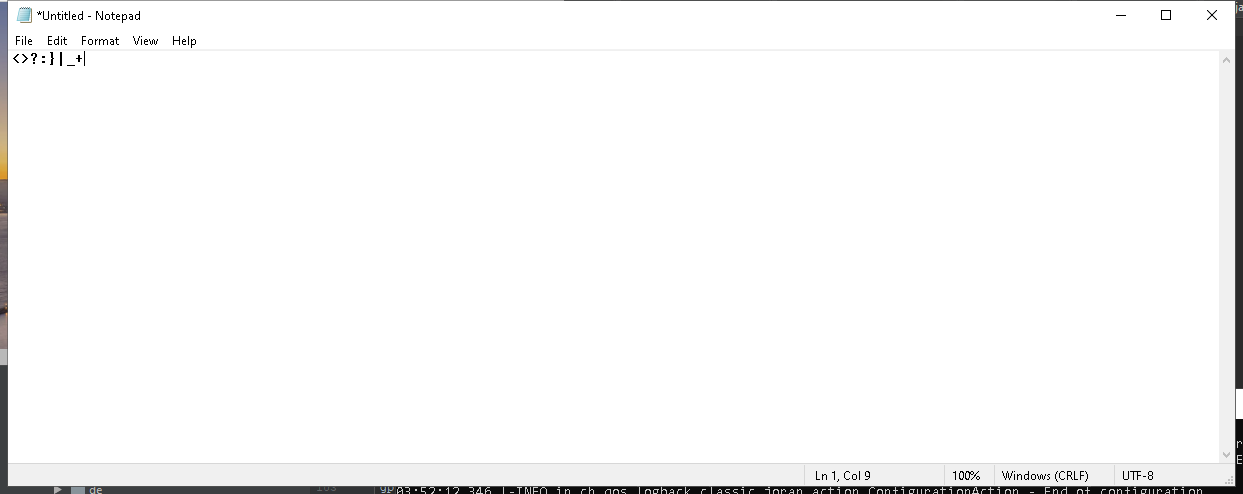 *Untitled - Notepad
File Edit Format View Help
<>?:}|_+
Ln 1, Col 9 100% Windows (CRLF) UTF-8
de
03:52:12,346 |-INFO in ch.qos.logback.classic.joran.action.ConfigurationAction - End of configuration.